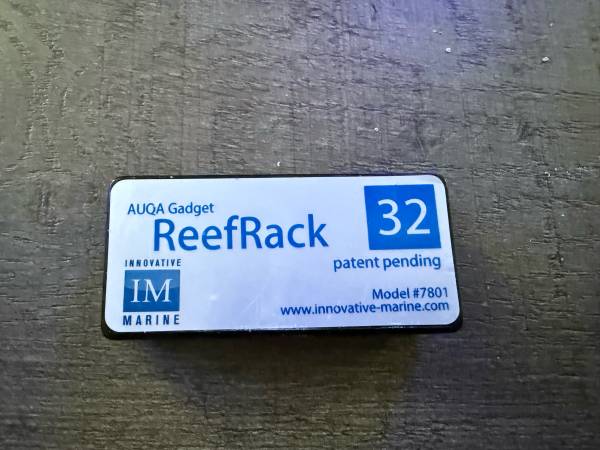 AUQA Gadget
ReefRack
32
patent pending
INNOVATIVE
IM
MARINE
Model #7801
www.innovative-marine.com